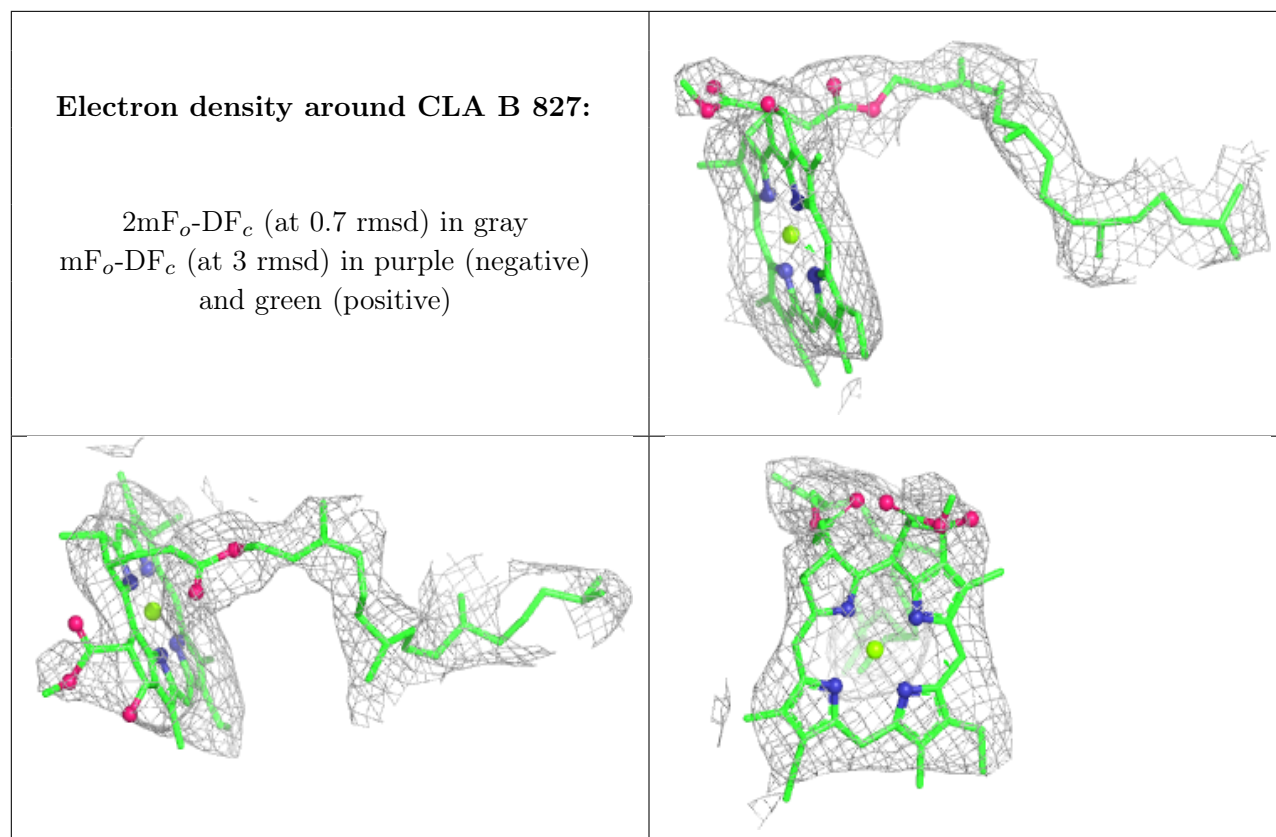 Electron density around CLA B 827:
2mFo-DFc (at 0.7 rmsd) in gray
mFo-DFc (at 3 rmsd) in purple (negative)
and green (positive)